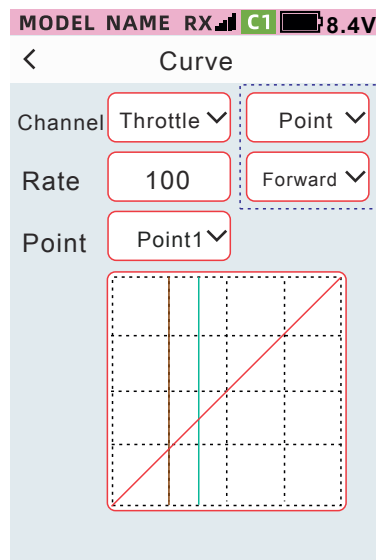 MODEL NAME RX C1 8.4V
Curve
Channel Throttle Point
Rate 100 Forward
Point Point1